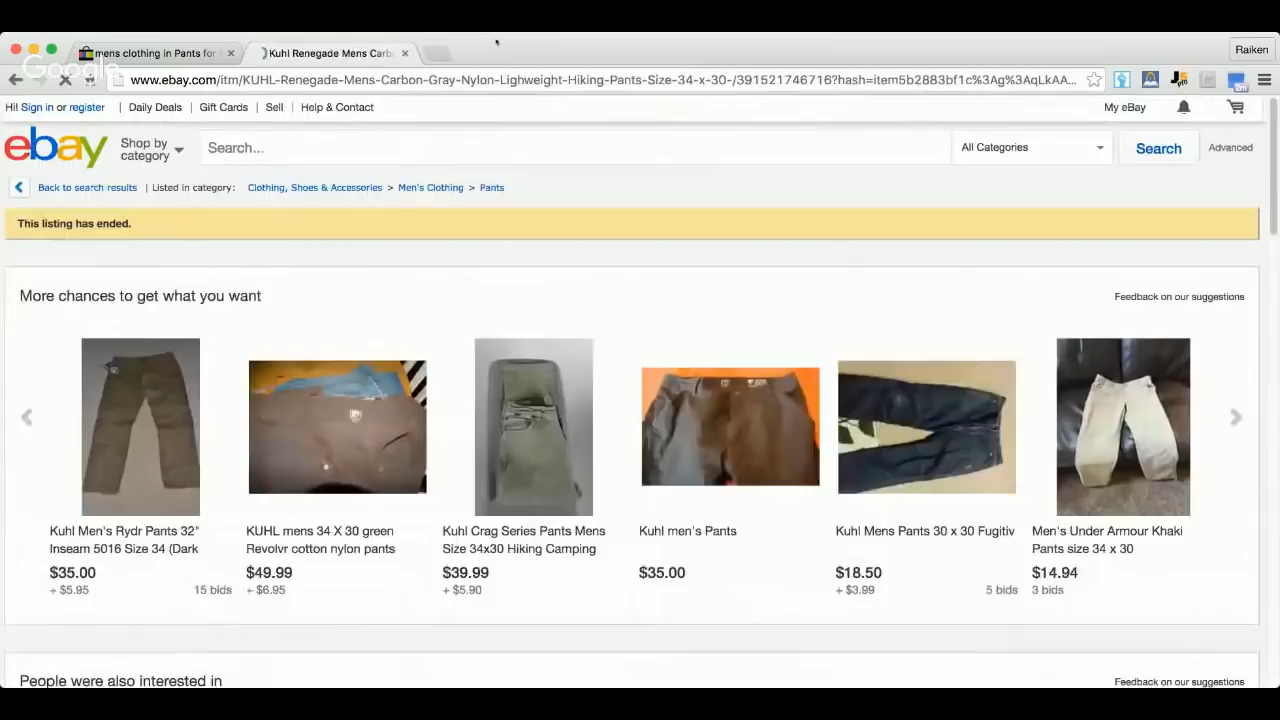 mens clothing in Pants for
Kuhl Renegade Mens Carb
Raiken
Google
www.ebay.com/itm/KUHL-Renegade-Mens-Carbon-Gray-Nylon-Lighweight-Hiking-Pants-Size-34-x-30-/391521746716?hash=item5b2883bf1c%3Ag%3AqLkAA...
Hi! Sign in or register | Daily Deals | Gift Cards | Sell | Help & Contact
My eBay
ebay
Shop by
category
Search...
All Categories
Search
Advanced
Back to search results | Listed in category: Clothing, Shoes & Accessories > Men's Clothing > Pants
This listing has ended.
More chances to get what you want
Feedback on our suggestions
Kuhl Men's Rydr Pants 32"
Inseam 5016 Size 34 (Dark
$35.00
+ $5.95
15 bids
KUHL mens 34 X 30 green
Revolvr cotton nylon pants
$49.99
+ $6.95
Kuhl Crag Series Pants Mens
Size 34x30 Hiking Camping
$39.99
+ $5.90
Kuhl men's Pants
$35.00
Kuhl Mens Pants 30 x 30 Fugitiv
$18.50
+ $3.99
5 bids
Men's Under Armour Khaki
Pants size 34 x 30
$14.94
3 bids
People were also interested in
Feedback on our suggestions